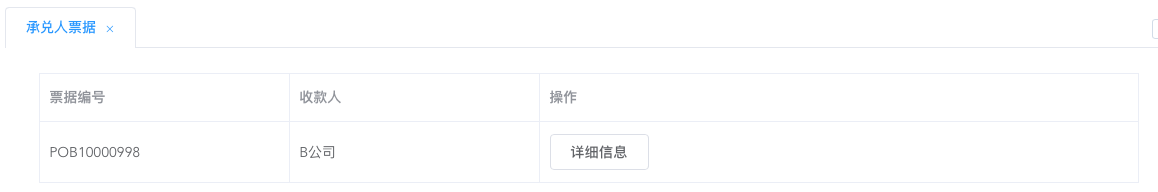 承兑人票据 ×
票据编号 收款人 操作
POB10000998 B公司 详细信息